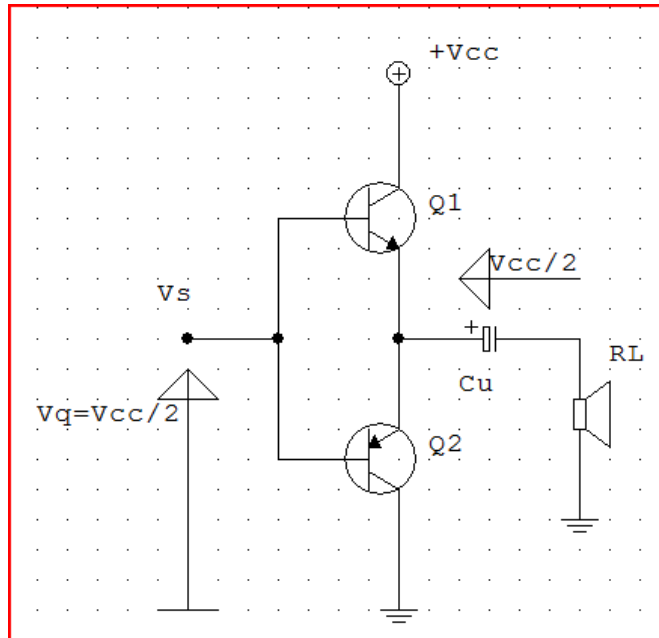 +Vcc
Q1
Vcc/2
Vs
+
RL
Cu
Vq=Vcc/2
Q2